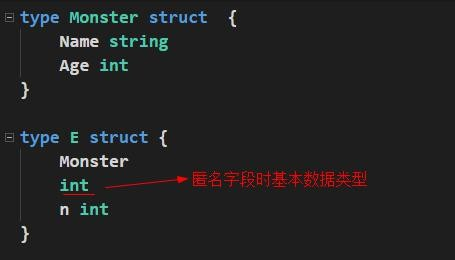 type Monster struct {
Name string
Age int
}
type E struct {
Monster
int 匿名字段时基本数据类型
n int
}